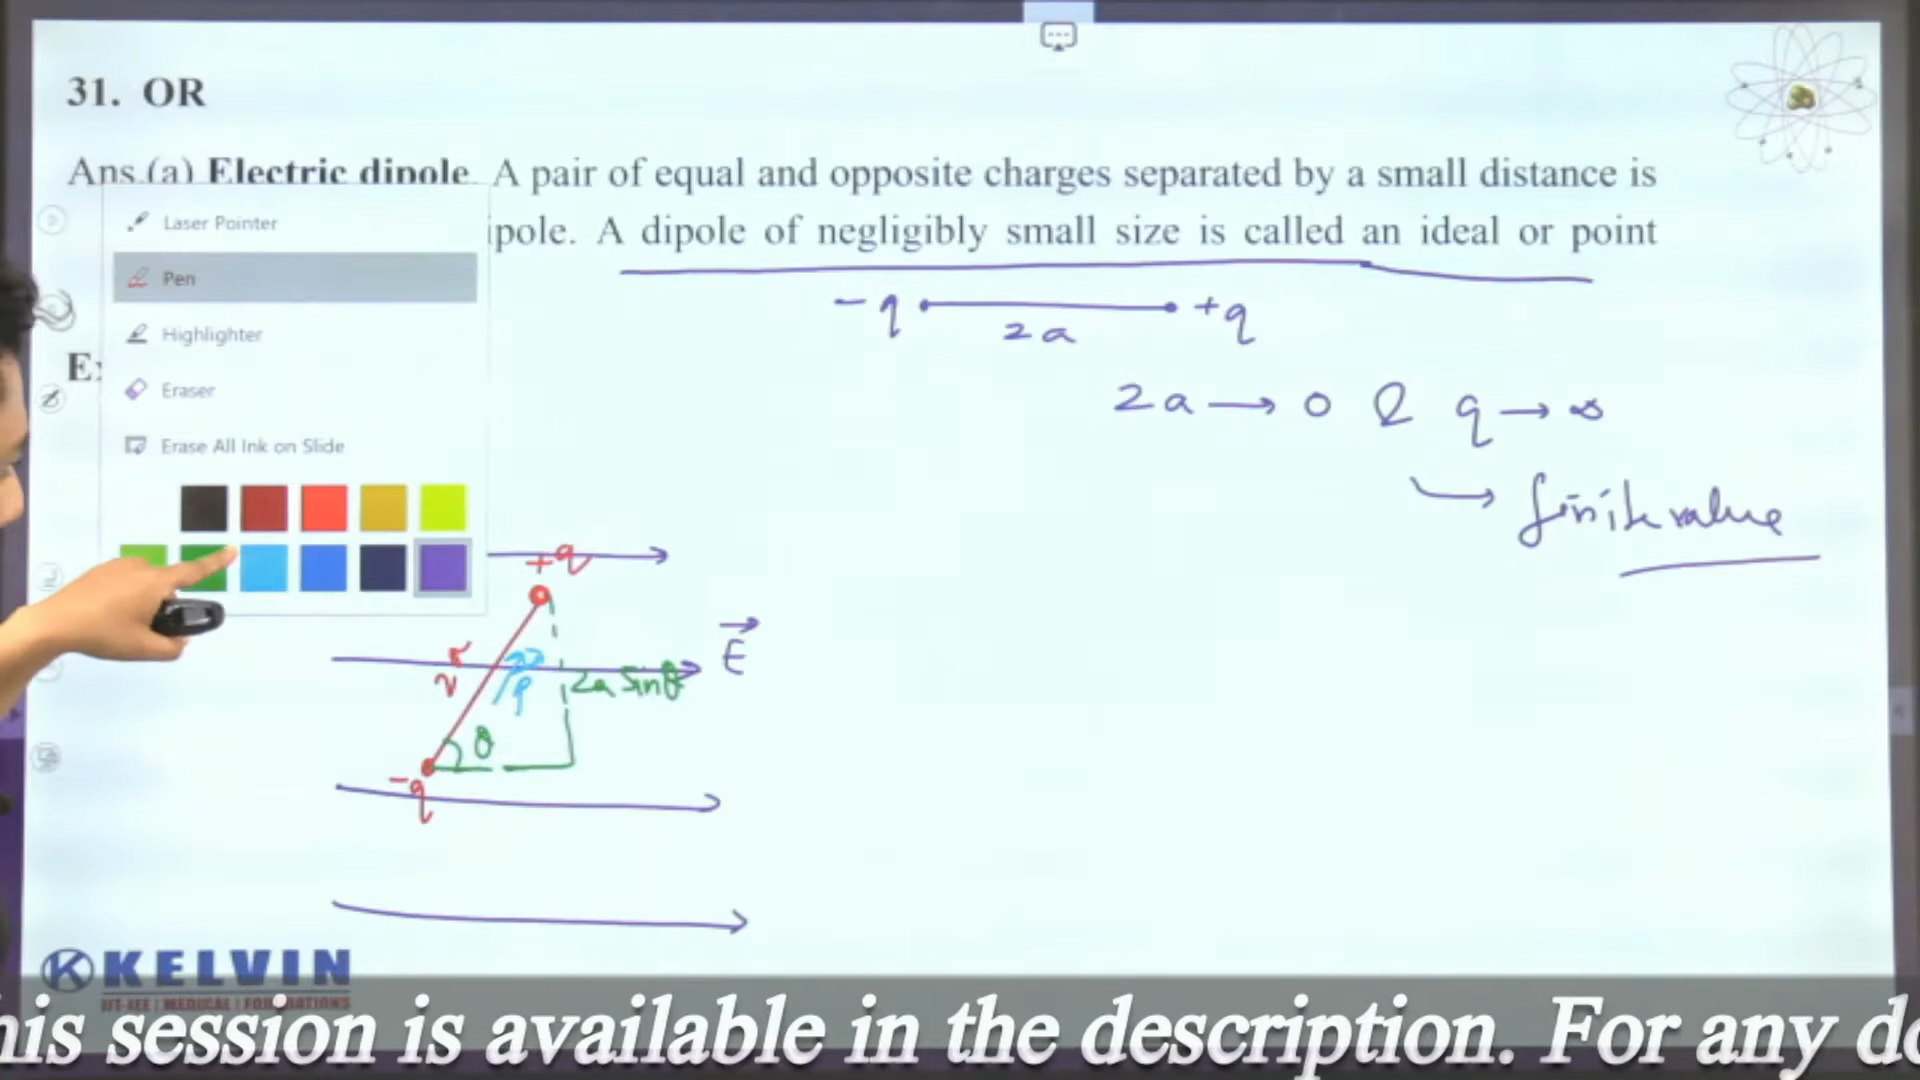 31. OR
Ans.(a) Electric dipole. A pair of equal and opposite charges separated by a small distance is
ipole. A dipole of negligibly small size is called an ideal or point
Laser Pointer
Pen
Highlighter
Eraser
Erase All Ink on Slide
-q
2a
+q
2a → 0 & q → ∞
→ finite value
+q
E
p
2a sinθ
θ
-q
KELVIN
IIT-JEE | MEDICAL | FOUNDATIONS
his session is available in the description. For any do